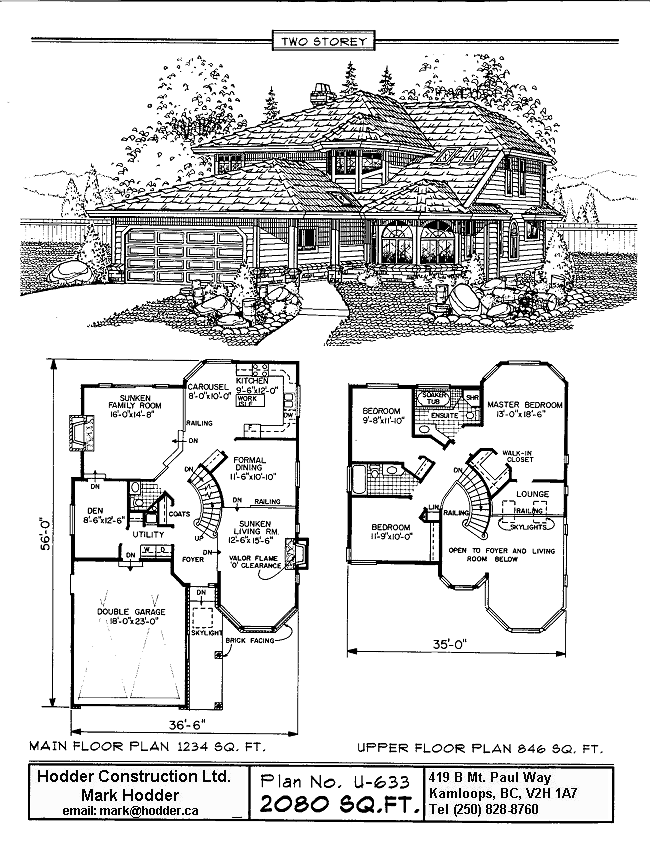 TWO STOREY
SUNKEN
FAMILY ROOM
16'-0"x14'-8"
CAROUSEL
8'-0"x10'-0"
KITCHEN
9'-6"x12'-0"
WORK
ISLE
DW
RAILING
DN
FORMAL
DINING
11'-6"x10'-10"
DN
DN
DEN
8'-6"x12'-6"
COATS
DN
RAILING
UTILITY
W
D
UP
SUNKEN
LIVING RM.
12'-6"x15'-6"
DN
DN
FOYER
VALOR FLAME
'O' CLEARANCE
DN
DOUBLE GARAGE
18'-0"x23'-0"
SKYLIGHT
BRICK FACING
56'-0"
36'-6"
MAIN FLOOR PLAN 1234 SQ. FT.
BEDROOM
9'-8"x11'-10"
SOAKER
TUB
SHR
ENSUITE
MASTER BEDROOM
13'-0"x18'-6"
WALK-IN
CLOSET
DN
LIN
RAILING
LOUNGE
RAILING
SKYLIGHTS
BEDROOM
11'-9"x10'-0"
OPEN TO FOYER AND LIVING
ROOM BELOW
35'-0"
UPPER FLOOR PLAN 846 SQ. FT.
Hodder Construction Ltd.
Mark Hodder
email: mark@hodder.ca
Plan No. U-633
2080 SQ.FT.
419 B Mt. Paul Way
Kamloops, BC, V2H 1A7
Tel (250) 828-8760